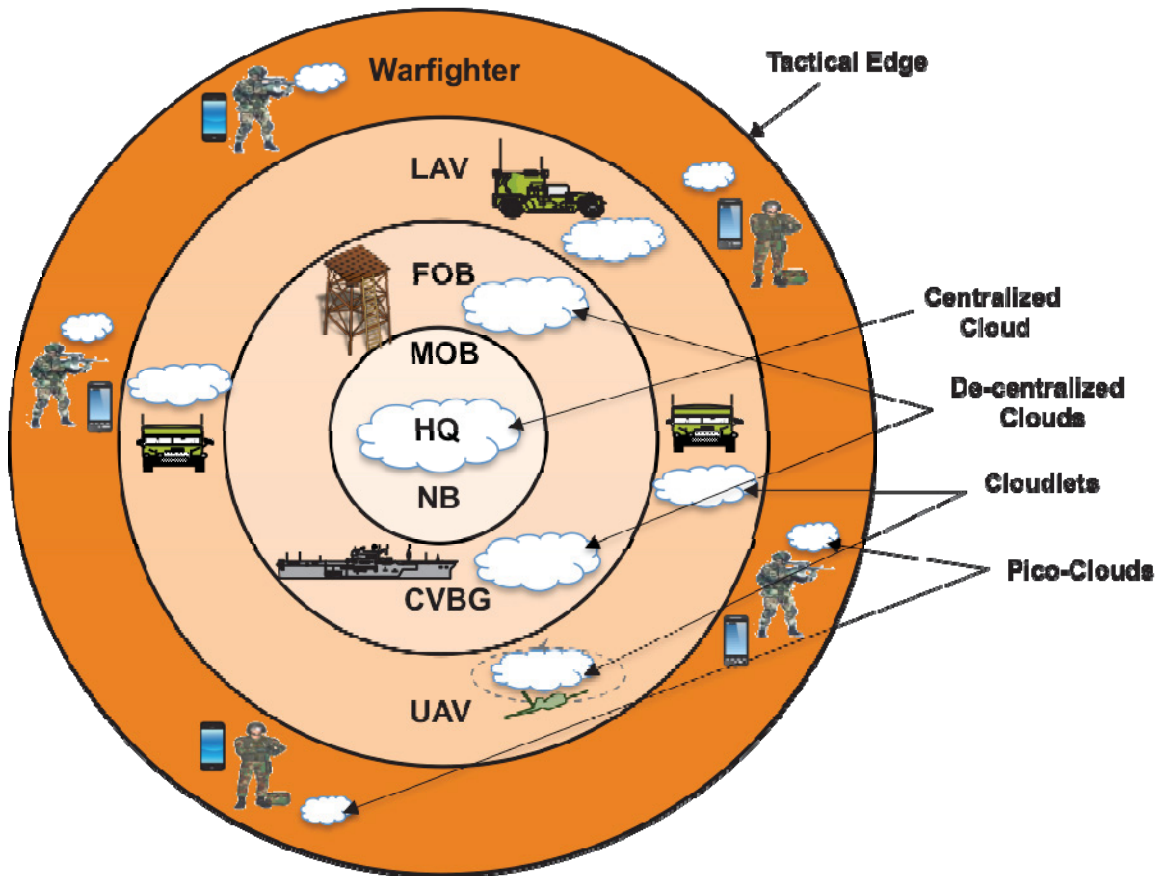 Warfighter
Tactical Edge
LAV
FOB
Centralized
Cloud
MOB
De-centralized
Clouds
HQ
Cloudlets
NB
Pico-Clouds
CVBG
UAV